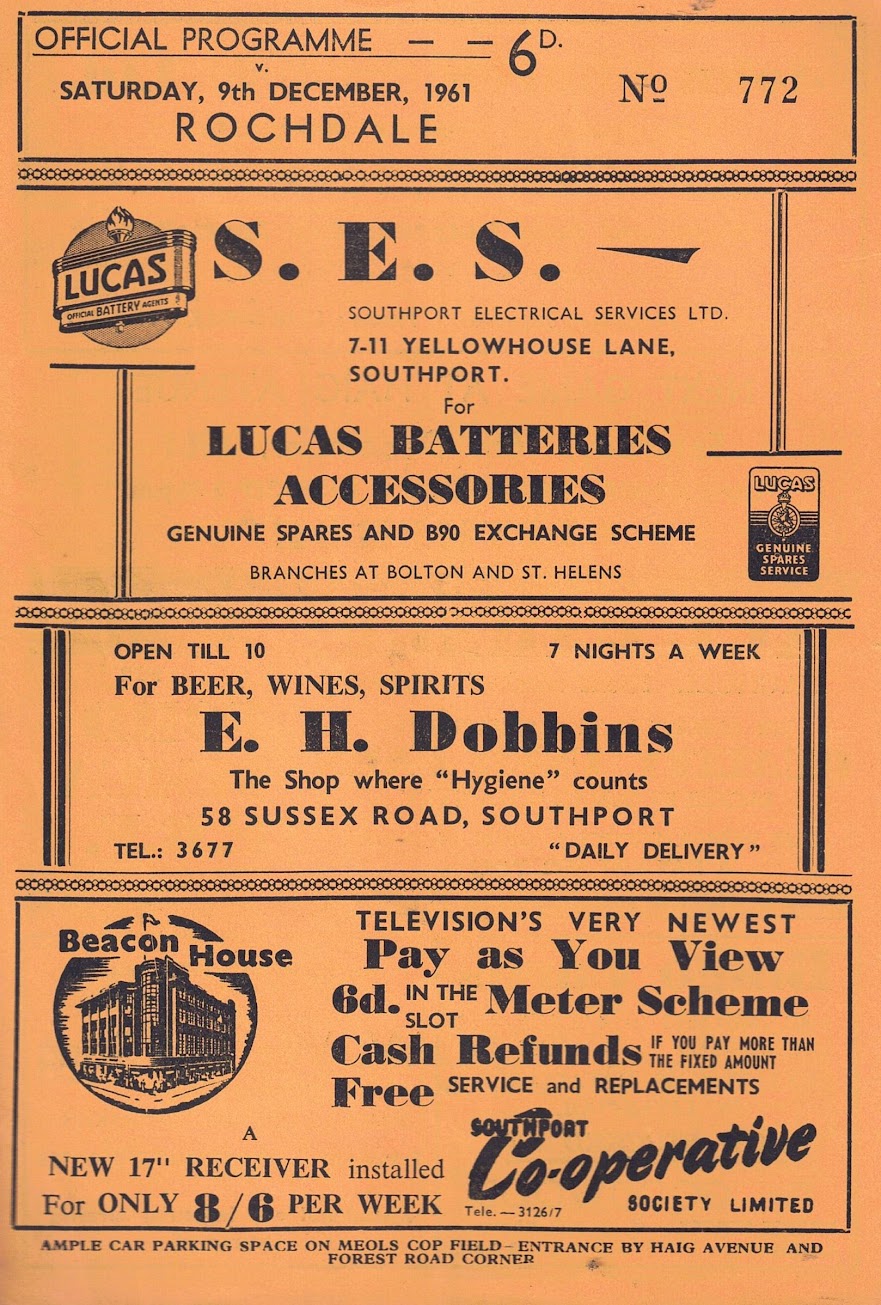 OFFICIAL PROGRAMME — — 6D.
v.
SATURDAY, 9th DECEMBER, 1961
Nº 772
ROCHDALE
LUCAS
OFFICIAL BATTERY AGENTS
S. E. S.
SOUTHPORT ELECTRICAL SERVICES LTD.
7-11 YELLOWHOUSE LANE,
SOUTHPORT.
For
LUCAS BATTERIES
ACCESSORIES
GENUINE SPARES AND B90 EXCHANGE SCHEME
BRANCHES AT BOLTON AND ST. HELENS
LUCAS
GENUINE
SPARES
SERVICE
OPEN TILL 10 7 NIGHTS A WEEK
For BEER, WINES, SPIRITS
E. H. Dobbins
The Shop where "Hygiene" counts
58 SUSSEX ROAD, SOUTHPORT
TEL.: 3677 "DAILY DELIVERY"
Beacon House
TELEVISION'S VERY NEWEST
Pay as You View
6d. IN THE SLOT Meter Scheme
Cash Refunds IF YOU PAY MORE THAN THE FIXED AMOUNT
Free SERVICE and REPLACEMENTS
A
NEW 17" RECEIVER installed
For ONLY 8/6 PER WEEK
SOUTHPORT
Co-operative
SOCIETY LIMITED
Tele. — 3126/7
AMPLE CAR PARKING SPACE ON MEOLS COP FIELD – ENTRANCE BY HAIG AVENUE AND
FOREST ROAD CORNER